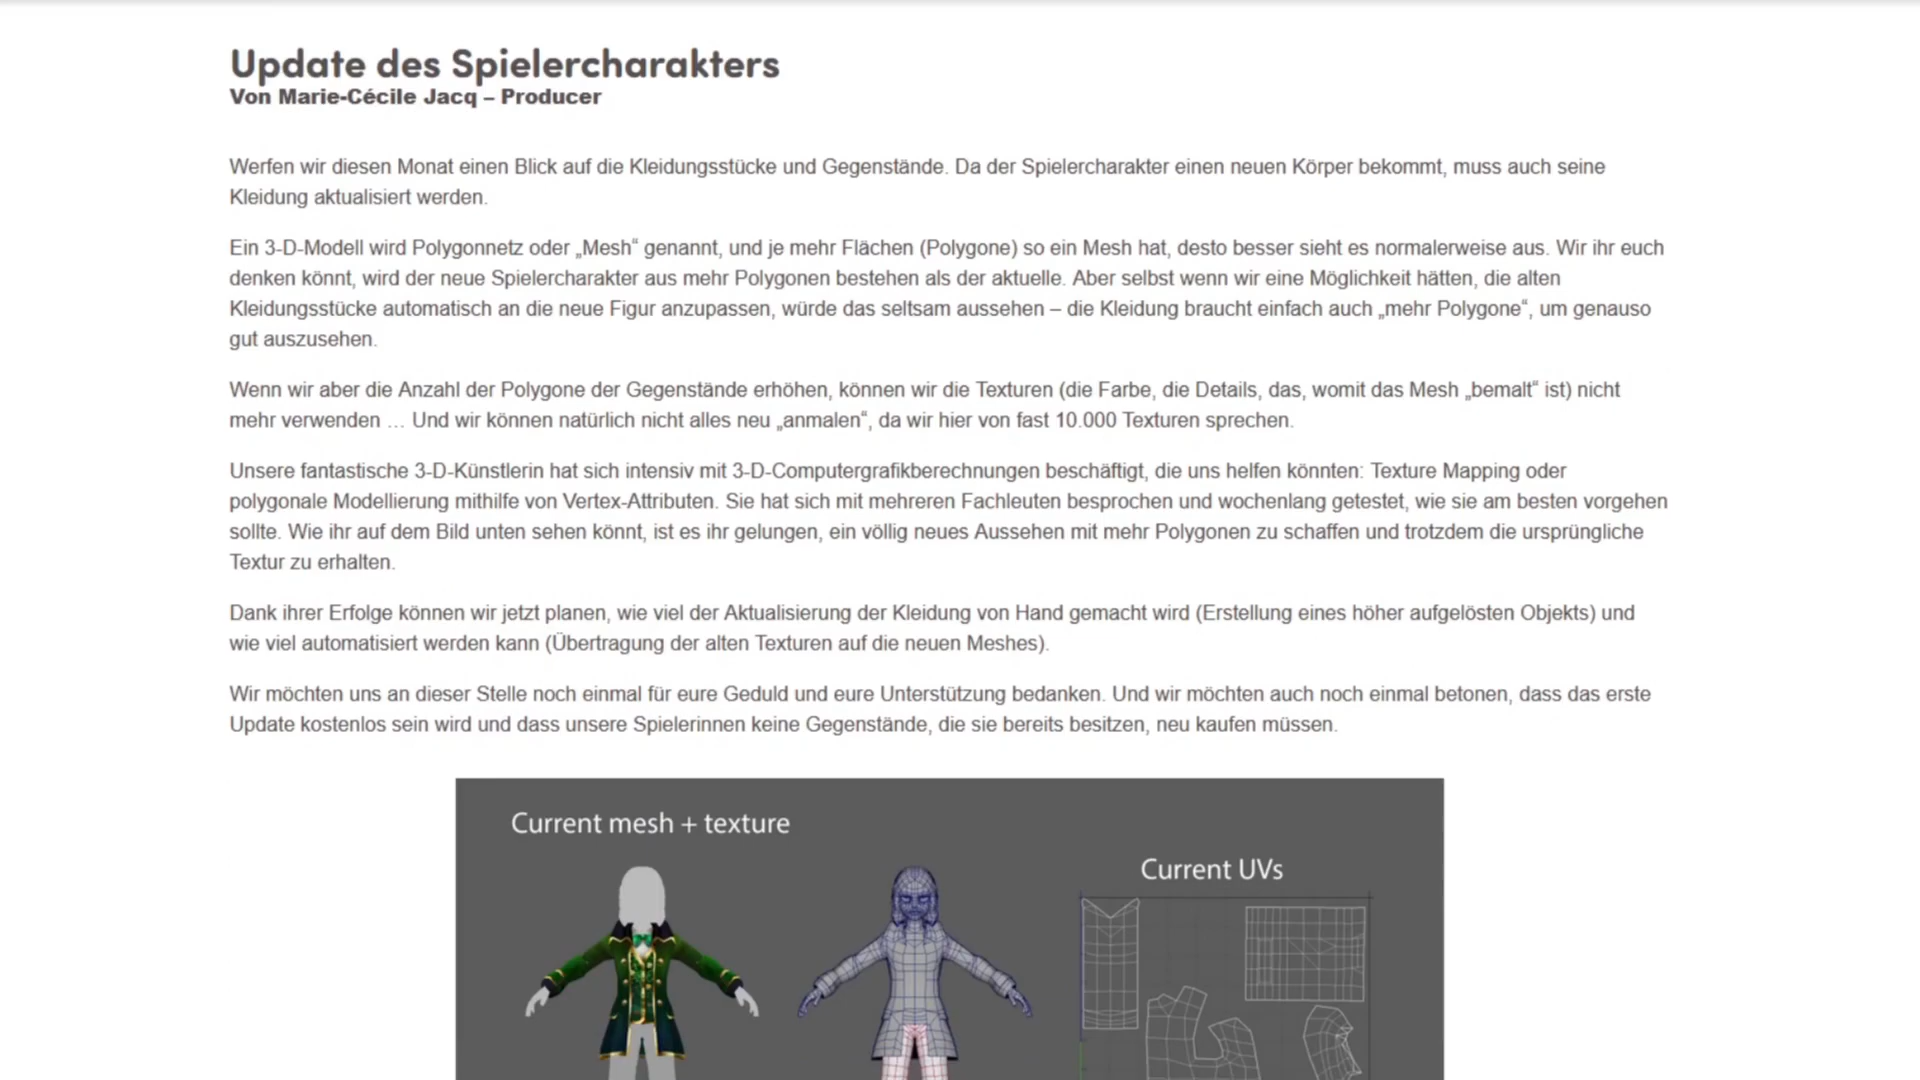 Update des Spielercharakters
Von Marie-Cécile Jacq – Producer
Werfen wir diesen Monat einen Blick auf die Kleidungsstücke und Gegenstände. Da der Spielercharakter einen neuen Körper bekommt, muss auch seine
Kleidung aktualisiert werden.
Ein 3-D-Modell wird Polygonnetz oder „Mesh“ genannt, und je mehr Flächen (Polygone) so ein Mesh hat, desto besser sieht es normalerweise aus. Wir ihr euch
denken könnt, wird der neue Spielercharakter aus mehr Polygonen bestehen als der aktuelle. Aber selbst wenn wir eine Möglichkeit hätten, die alten
Kleidungsstücke automatisch an die neue Figur anzupassen, würde das seltsam aussehen – die Kleidung braucht einfach auch „mehr Polygone“, um genauso
gut auszusehen.
Wenn wir aber die Anzahl der Polygone der Gegenstände erhöhen, können wir die Texturen (die Farbe, die Details, das, womit das Mesh „bemalt“ ist) nicht
mehr verwenden … Und wir können natürlich nicht alles neu „anmalen“, da wir hier von fast 10.000 Texturen sprechen.
Unsere fantastische 3-D-Künstlerin hat sich intensiv mit 3-D-Computergrafikberechnungen beschäftigt, die uns helfen könnten: Texture Mapping oder
polygonale Modellierung mithilfe von Vertex-Attributen. Sie hat sich mit mehreren Fachleuten besprochen und wochenlang getestet, wie sie am besten vorgehen
sollte. Wie ihr auf dem Bild unten sehen könnt, ist es ihr gelungen, ein völlig neues Aussehen mit mehr Polygonen zu schaffen und trotzdem die ursprüngliche
Textur zu erhalten.
Dank ihrer Erfolge können wir jetzt planen, wie viel der Aktualisierung der Kleidung von Hand gemacht wird (Erstellung eines höher aufgelösten Objekts) und
wie viel automatisiert werden kann (Übertragung der alten Texturen auf die neuen Meshes).
Wir möchten uns an dieser Stelle noch einmal für eure Geduld und eure Unterstützung bedanken. Und wir möchten auch noch einmal betonen, dass das erste
Update kostenlos sein wird und dass unsere Spielerinnen keine Gegenstände, die sie bereits besitzen, neu kaufen müssen.
Current mesh + texture
Current UVs